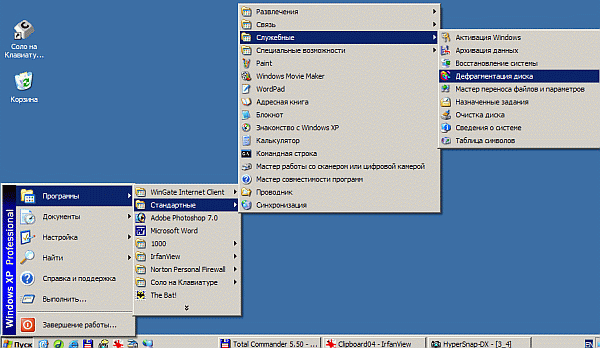 Соло на
Клавиату...
Корзина
Развлечения
Связь
Служебные
Специальные возможности
Paint
Windows Movie Maker
WordPad
Адресная книга
Блокнот
Знакомство с Windows XP
Калькулятор
Командная строка
Мастер работы со сканером или цифровой камерой
Мастер совместимости программ
Проводник
Синхронизация
Активация Windows
Архивация данных
Восстановление системы
Дефрагментация диска
Мастер переноса файлов и параметров
Назначенные задания
Очистка диска
Сведения о системе
Таблица символов
Windows XP Professional
Программы
Документы
Настройка
Найти
Справка и поддержка
Выполнить...
Завершение работы...
WinGate Internet Client
Стандартные
Adobe Photoshop 7.0
Microsoft Word
1000
IrfanView
Norton Personal Firewall
Соло на Клавиатуре
The Bat!
Пуск
Total Commander 5.50 - ...
Clipboard04 - IrfanView
HyperSnap-DX - [3_4]